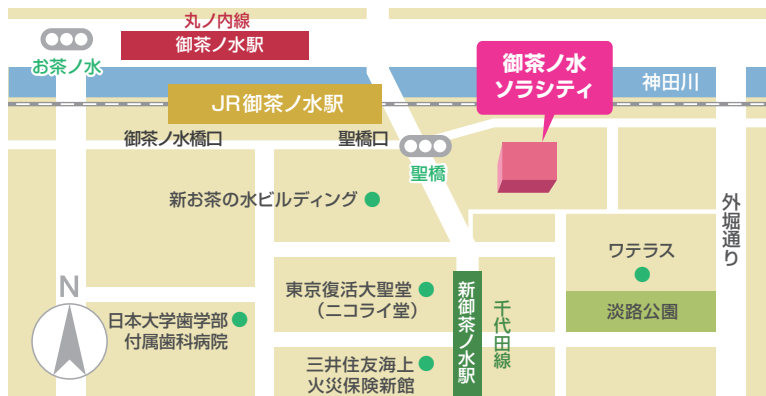 丸ノ内線
御茶ノ水駅
お茶ノ水
御茶ノ水
ソラシティ
神田川
JR御茶ノ水駅
御茶ノ水橋口
聖橋口
聖橋
新お茶の水ビルディング
外堀通り
ワテラス
N
東京復活大聖堂
（ニコライ堂）
新御茶ノ水駅
千代田線
淡路公園
日本大学歯学部
付属歯科病院
三井住友海上
火災保険新館